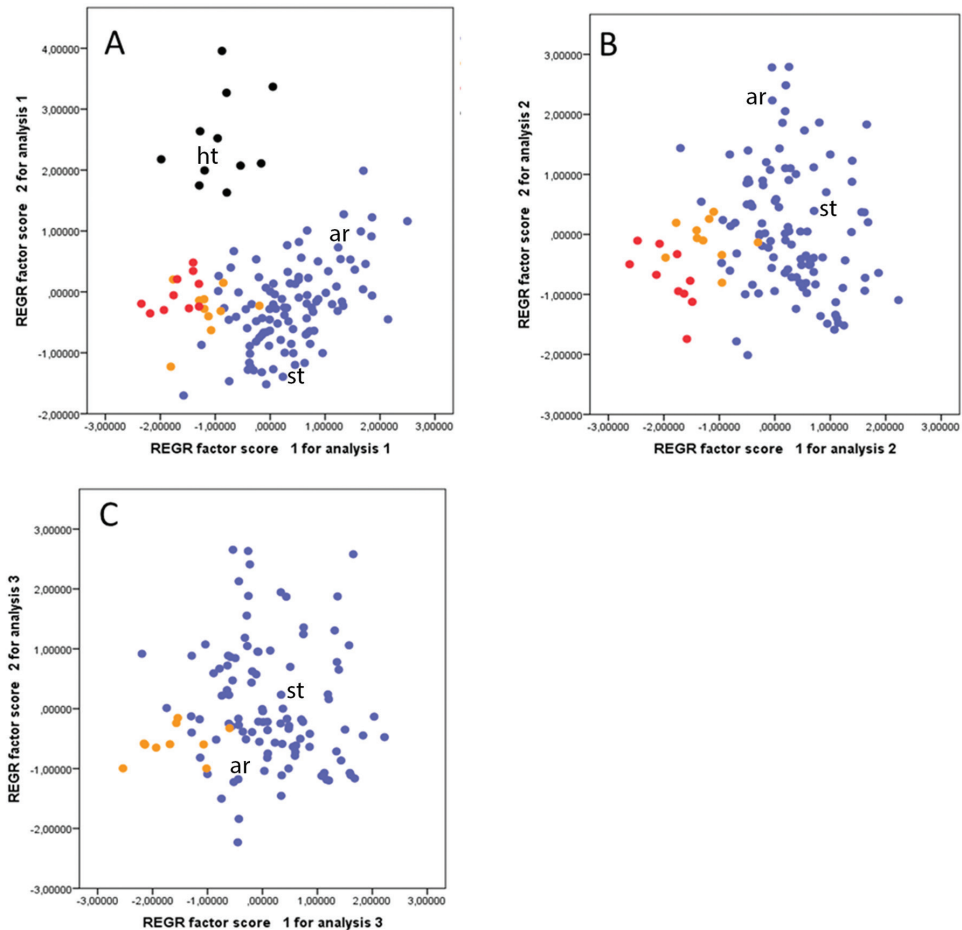 A
B
4,00000
3,00000
2,00000
1,00000
,00000
-1,00000
-2,00000
ht
ar
st
REGR factor score 2 for analysis 1
-3,00000 -2,00000 -1,00000 ,00000 1,00000 2,00000 3,00000
REGR factor score 1 for analysis 1
3,00000
2,00000
1,00000
,00000
-1,00000
-2,00000
-3,00000
ar
st
REGR factor score 2 for analysis 2
-3,00000 -2,00000 -1,00000 ,00000 1,00000 2,00000 3,00000
REGR factor score 1 for analysis 2
C
3,00000
2,00000
1,00000
,00000
-1,00000
-2,00000
-3,00000
st
ar
REGR factor score 2 for analysis 3
-3,00000 -2,00000 -1,00000 ,00000 1,00000 2,00000 3,00000
REGR factor score 1 for analysis 3